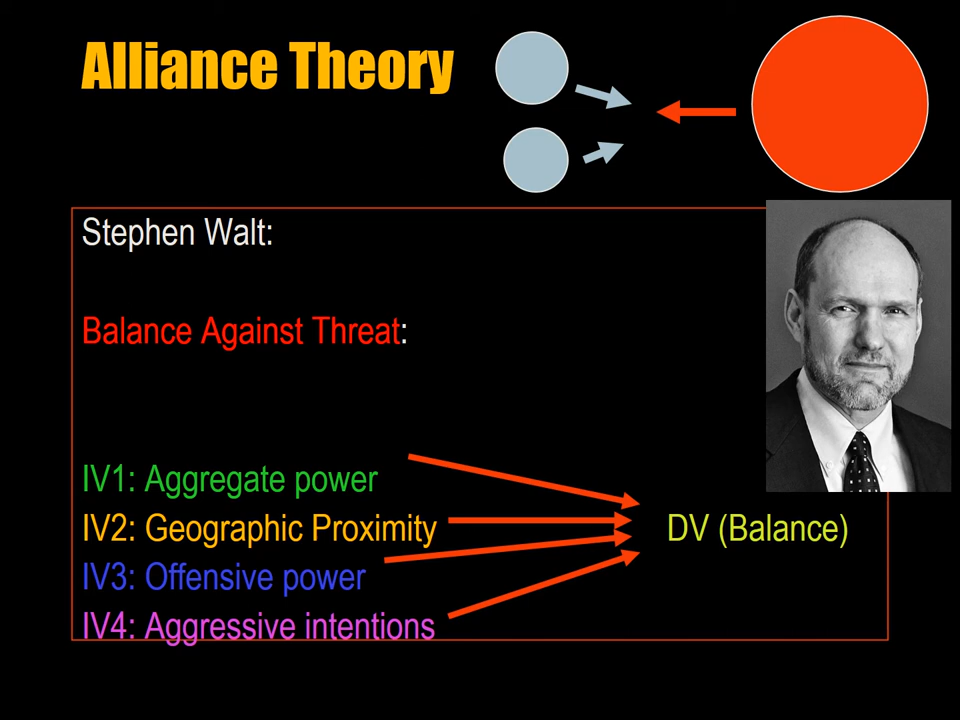 Alliance Theory
Stephen Walt:
Balance Against Threat:
IV1: Aggregate power
IV2: Geographic Proximity
DV (Balance)
IV3: Offensive power
IV4: Aggressive intentions